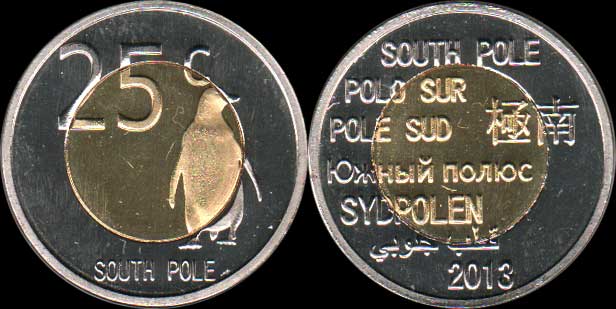 25 ¢
SOUTH POLE
SOUTH POLE
POLO SUR
POLE SUD 極南
Южный полюс
SYDPOLEN
قطب جنوبي
2013